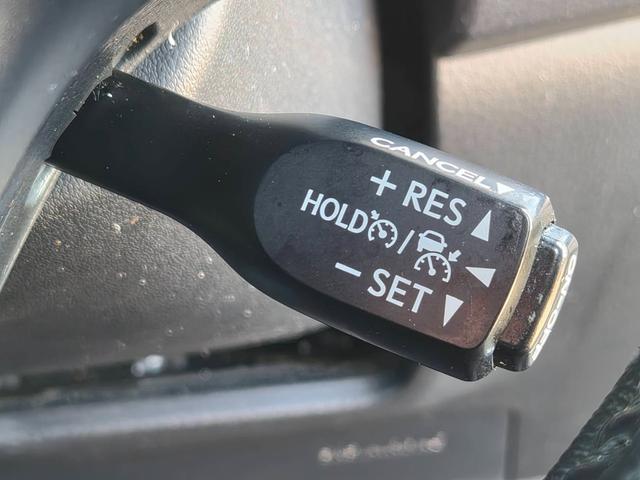 CANCEL
+ RES
HOLD /
− SET